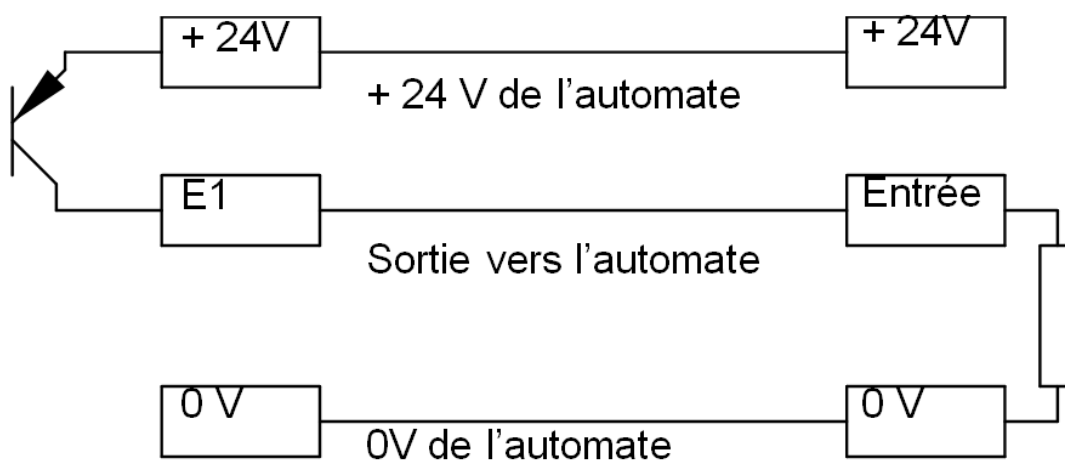 + 24V
+ 24V
+ 24 V de l’automate
E1
Entrée
Sortie vers l’automate
0 V
0 V
0V de l’automate